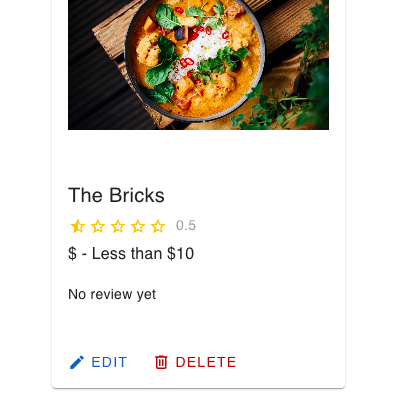 The Bricks
0.5
$ - Less than $10
No review yet
EDIT DELETE